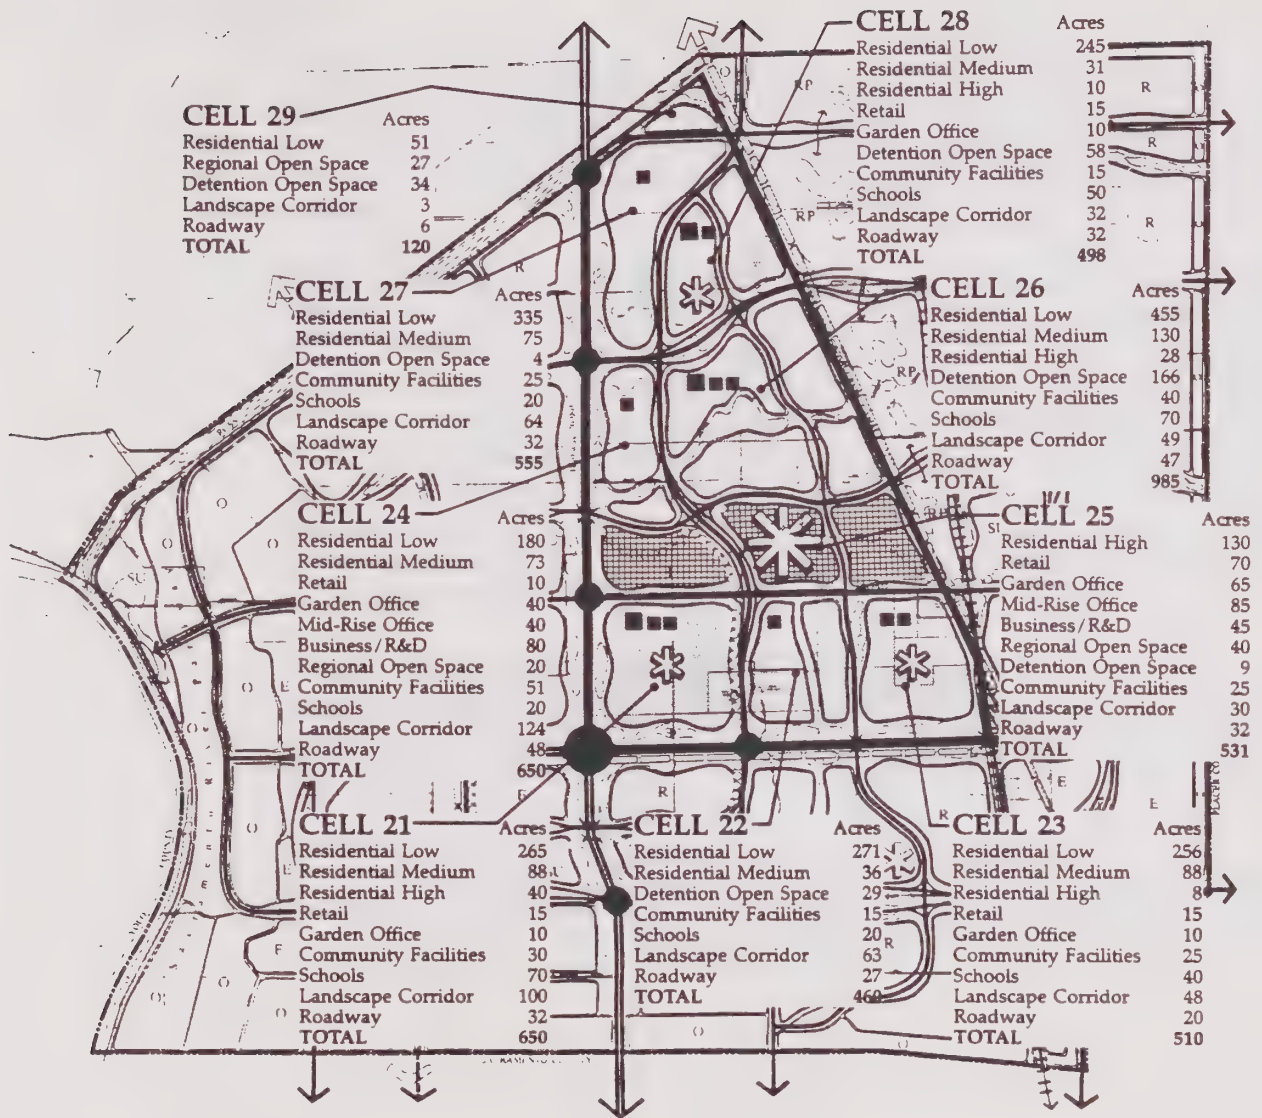 CELL 28 Acres
Residential Low 245
Residential Medium 31
Residential High 10
Retail 15
Garden Office 10
Detention Open Space 58
Community Facilities 15
Schools 50
Landscape Corridor 32
Roadway 32
TOTAL 498
CELL 29 Acres
Residential Low 51
Regional Open Space 27
Detention Open Space 34
Landscape Corridor 3
Roadway 6
TOTAL 120
CELL 27 Acres
Residential Low 335
Residential Medium 75
Detention Open Space 4
Community Facilities 25
Schools 20
Landscape Corridor 64
Roadway 32
TOTAL 555
CELL 26 Acres
Residential Low 455
Residential Medium 130
Residential High 28
Detention Open Space 166
Community Facilities 40
Schools 70
Landscape Corridor 49
Roadway 47
TOTAL 985
CELL 24 Acres
Residential Low 180
Residential Medium 73
Retail 10
Garden Office 40
Mid-Rise Office 40
Business/R&D 80
Regional Open Space 20
Community Facilities 51
Schools 20
Landscape Corridor 124
Roadway 48
TOTAL 650
CELL 25 Acres
Residential High 130
Retail 70
Garden Office 65
Mid-Rise Office 85
Business/R&D 45
Regional Open Space 40
Detention Open Space 9
Community Facilities 25
Landscape Corridor 30
Roadway 32
TOTAL 531
CELL 21 Acres
Residential Low 265
Residential Medium 88
Residential High 40
Retail 15
Garden Office 10
Community Facilities 30
Schools 70
Landscape Corridor 100
Roadway 32
TOTAL 650
CELL 22 Acres
Residential Low 271
Residential Medium 36
Detention Open Space 29
Community Facilities 15
Schools 20
Landscape Corridor 63
Roadway 27
TOTAL 460
CELL 23 Acres
Residential Low 256
Residential Medium 88
Residential High 8
Retail 15
Garden Office 10
Community Facilities 25
Schools 40
Landscape Corridor 48
Roadway 20
TOTAL 510
RP
R
R
RP
R
RP
R
R
R
R
E
E
E
E
PLACER CO.